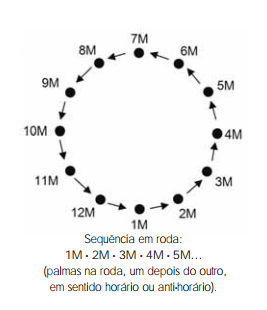 7M
8M
6M
9M
5M
10M
4M
11M
3M
12M
2M
1M
Sequência em roda:
1M • 2M • 3M • 4M • 5M...
(palmas na roda, um depois do outro,
em sentido horário ou anti-horário).